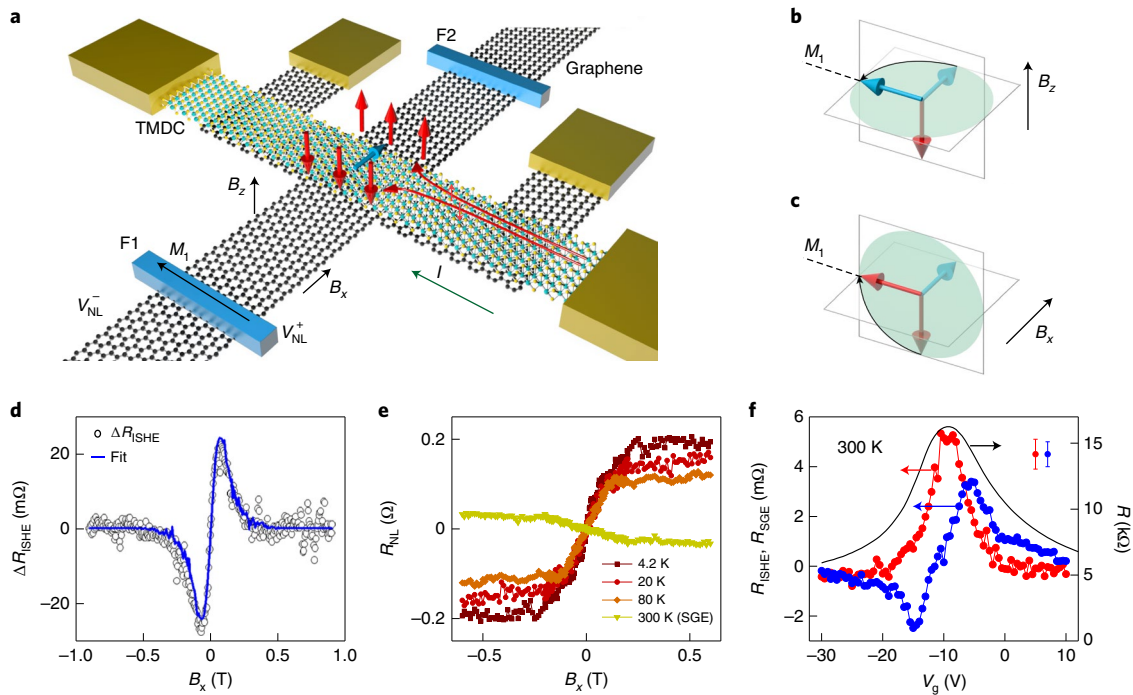 a
F2
Graphene
TMDC
B_z
F1
M_1
B_x
I
V_NL^−
V_NL^+
b
M_1
B_z
c
M_1
B_x
d
ΔR_ISHE
Fit
ΔR_ISHE (mΩ)
20
0
−20
−1.0
−0.5
0
0.5
1.0
B_x (T)
e
R_NL (Ω)
0.2
0
−0.2
4.2 K
20 K
80 K
300 K (SGE)
−0.5
0
0.5
B_x (T)
f
300 K
R_ISHE, R_SGE (mΩ)
6
4
2
0
−2
15
10
5
0
R (kΩ)
−30
−20
−10
0
10
V_g (V)